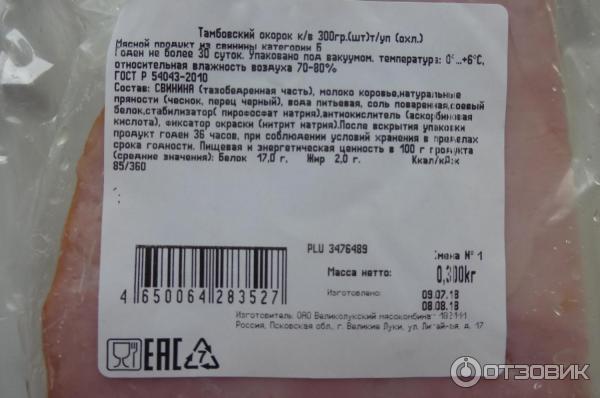 Тамбовский окорок к/в 300гр.(шт)т/уп (охл.)
Мясной продукт из свинины категории Б
Годен не более 30 суток. Упаковано под вакуумом. температура: 0°...+6°C,
относительная влажность воздуха 70-80%
ГОСТ Р 54043-2010
Состав: СВИНИНА (тазобедренная часть), молоко коровье,натуральные
пряности (чеснок, перец черный), вода питьевая, соль поваренная,соевый
белок,стабилизатор( пирофосфат натрия),антиокислитель (аскорбиновая
кислота), фиксатор окраски (нитрит натрия).После вскрытия упаковки
продукт годен 36 часов, при соблюдении условий хранения в пределах
срока годности. Пищевая и энергетическая ценность в 100 г продукта
(средние значения): Белок 17,0 г. Жир 2,0 г. Ккал/кДж
85/360
PLU 3476489
Смена № 1
Масса нетто: 0,300кг
Изготовлено: 09.07.18
08.08.18
4 650064 283527
Изготовитель: ОАО Великолукский мясокомбинат
Россия, Псковская обл., г. Великие Луки, ул. Литейная, д. 17
EAC 7
ОТЗОВИК